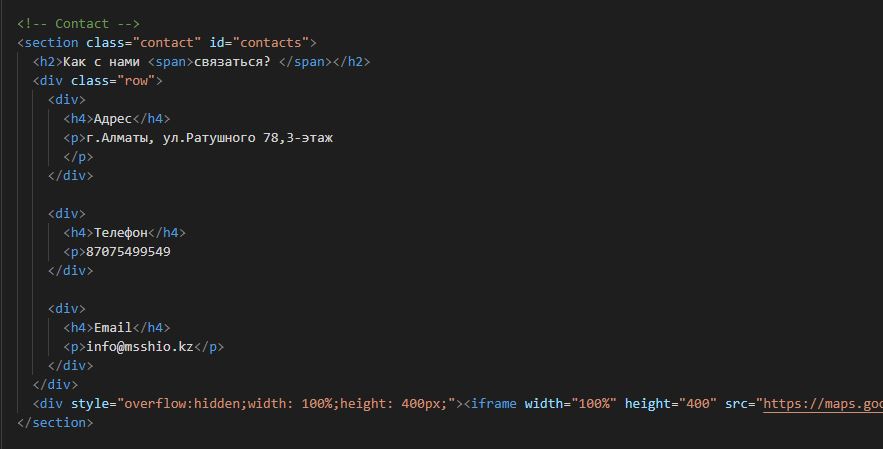 <!-- Contact -->
<section class="contact" id="contacts">
<h2>Как с нами <span>связаться? </span></h2>
<div class="row">
<div>
<h4>Адрес</h4>
<p>г.Алматы, ул.Ратушного 78,3-этаж
</p>
</div>
<div>
<h4>Телефон</h4>
<p>87075499549
</div>
<div>
<h4>Email</h4>
<p>info@msshio.kz</p>
</div>
</div>
<div style="overflow:hidden;width: 100%;height: 400px;"><iframe width="100%" height="400" src="https://maps.goo
</section>